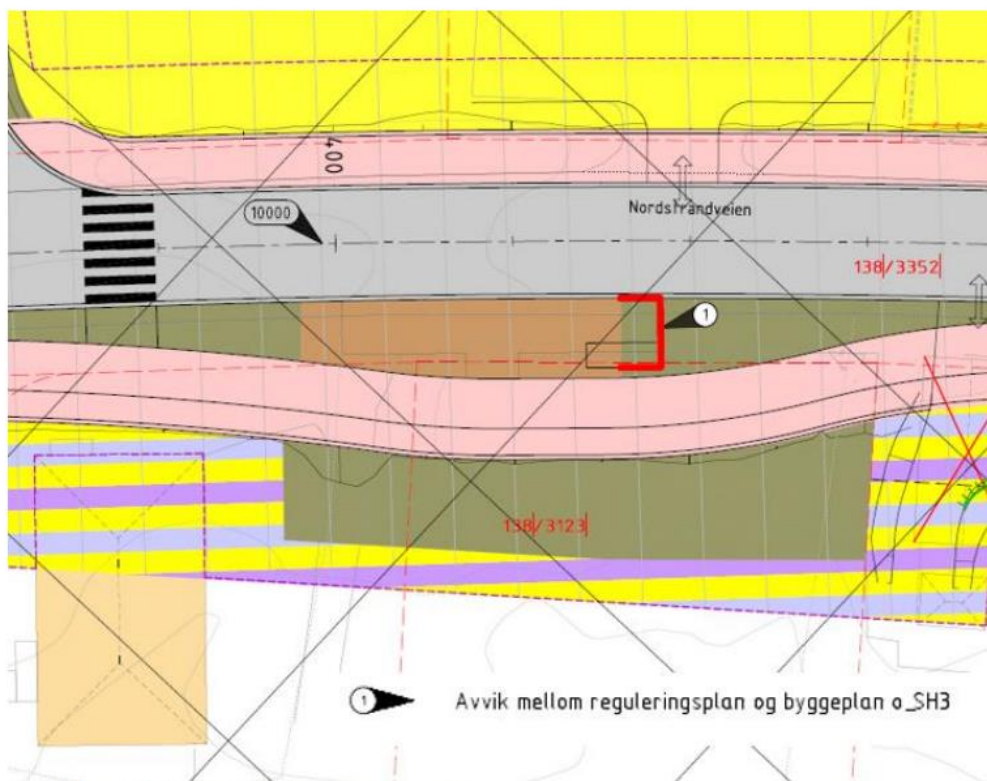 400
10000
Nordstrandveien
138/3352
1
138/3123
1 Avvik mellom reguleringsplan og byggeplan o_SH3